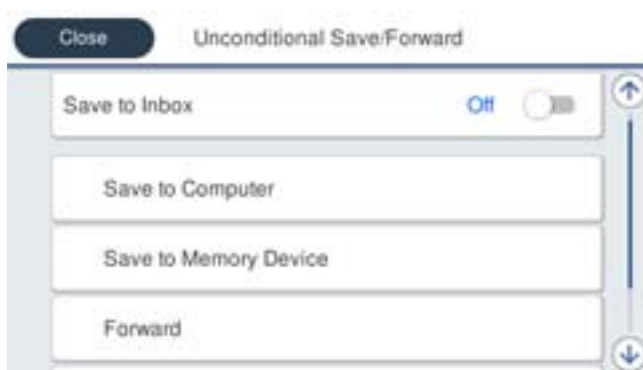 Close Unconditional Save/Forward
Save to Inbox Off
Save to Computer
Save to Memory Device
Forward